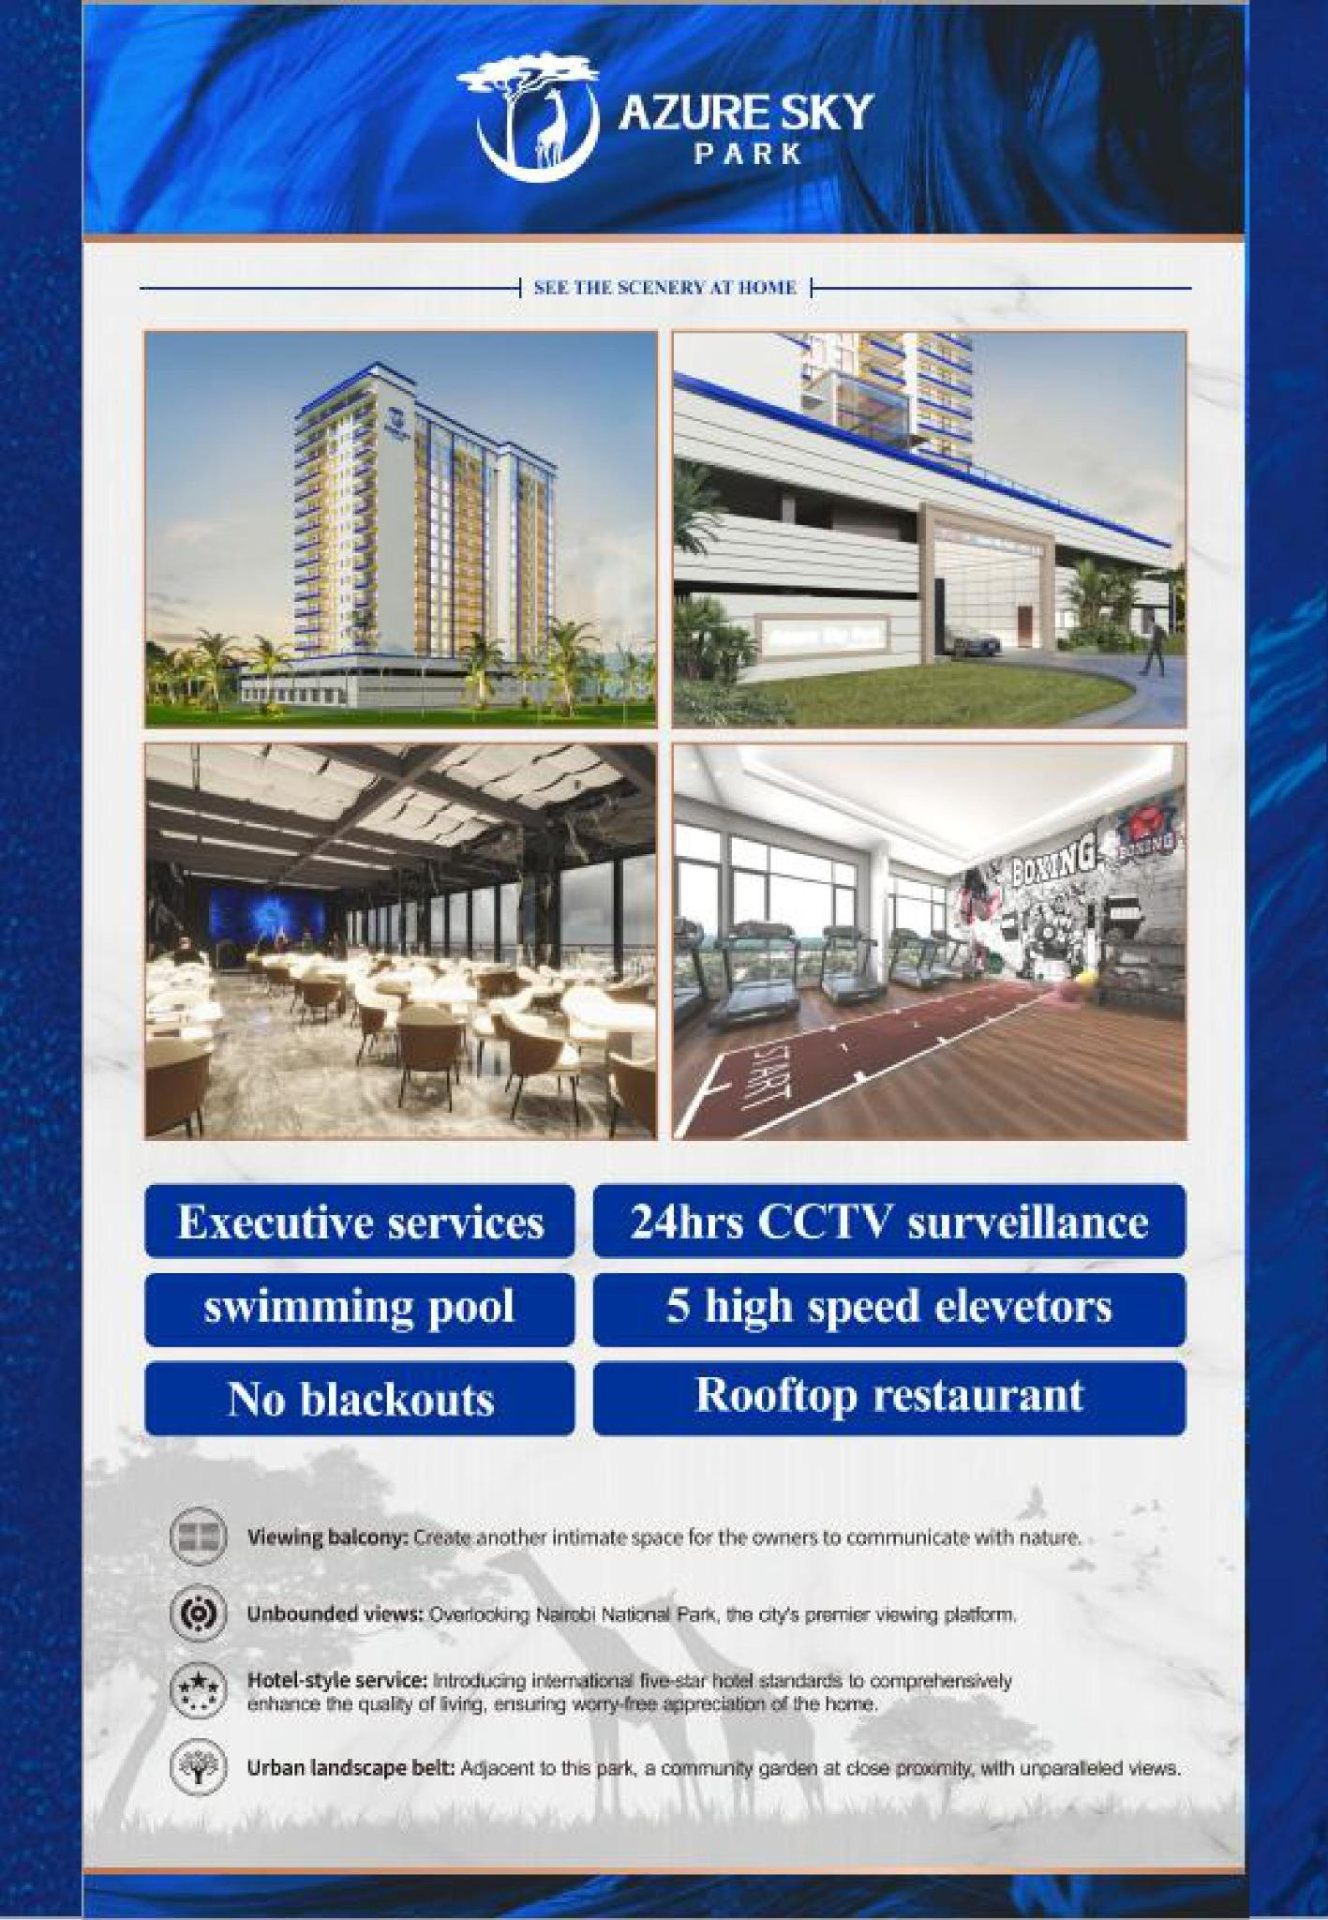 AZURE SKY
PARK
SEE THE SCENERY AT HOME
BOXING
BOXING
START
Executive services
24hrs CCTV surveillance
swimming pool
5 high speed elevetors
No blackouts
Rooftop restaurant
Viewing balcony: Create another intimate space for the owners to communicate with nature.
Unbounded views: Overlooking Nairobi National Park, the city's premier viewing platform.
Hotel-style service: Introducing international five-star hotel standards to comprehensively
enhance the quality of living, ensuring worry-free appreciation of the home.
Urban landscape belt: Adjacent to this park, a community garden at close proximity, with unparalleled views.